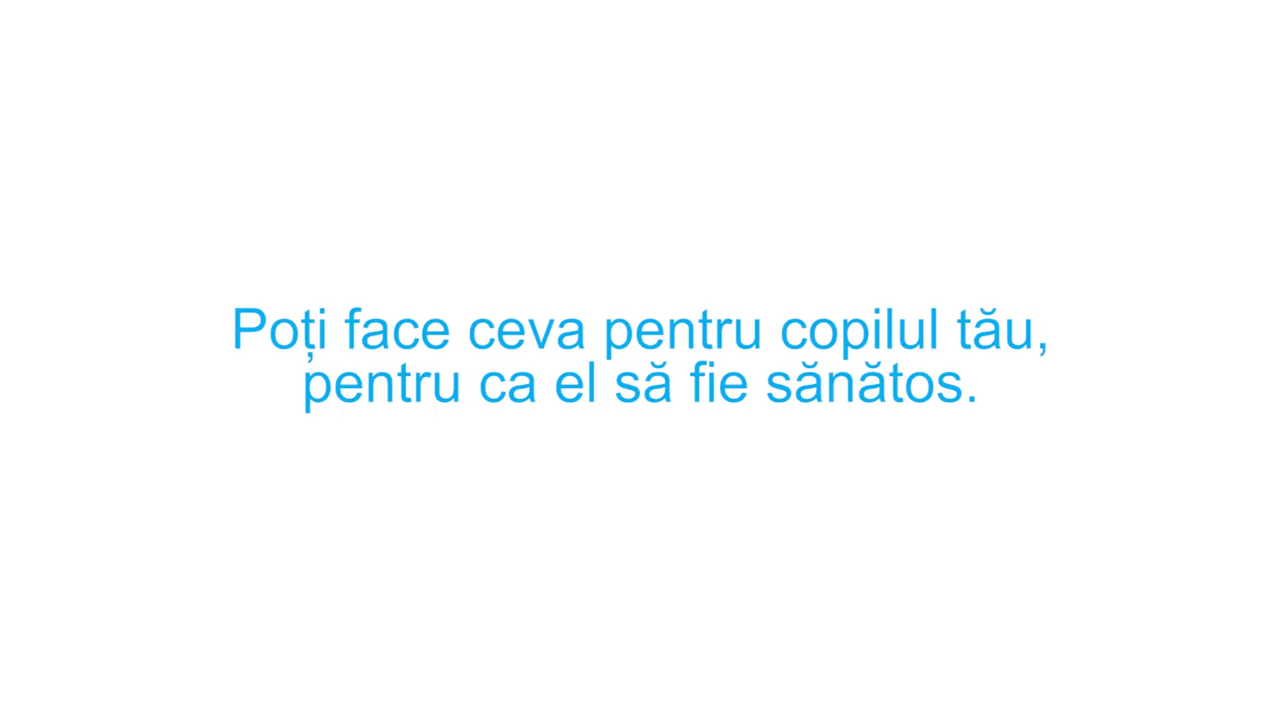 Poți face ceva pentru copilul tău,
pentru ca el să fie sănătos.